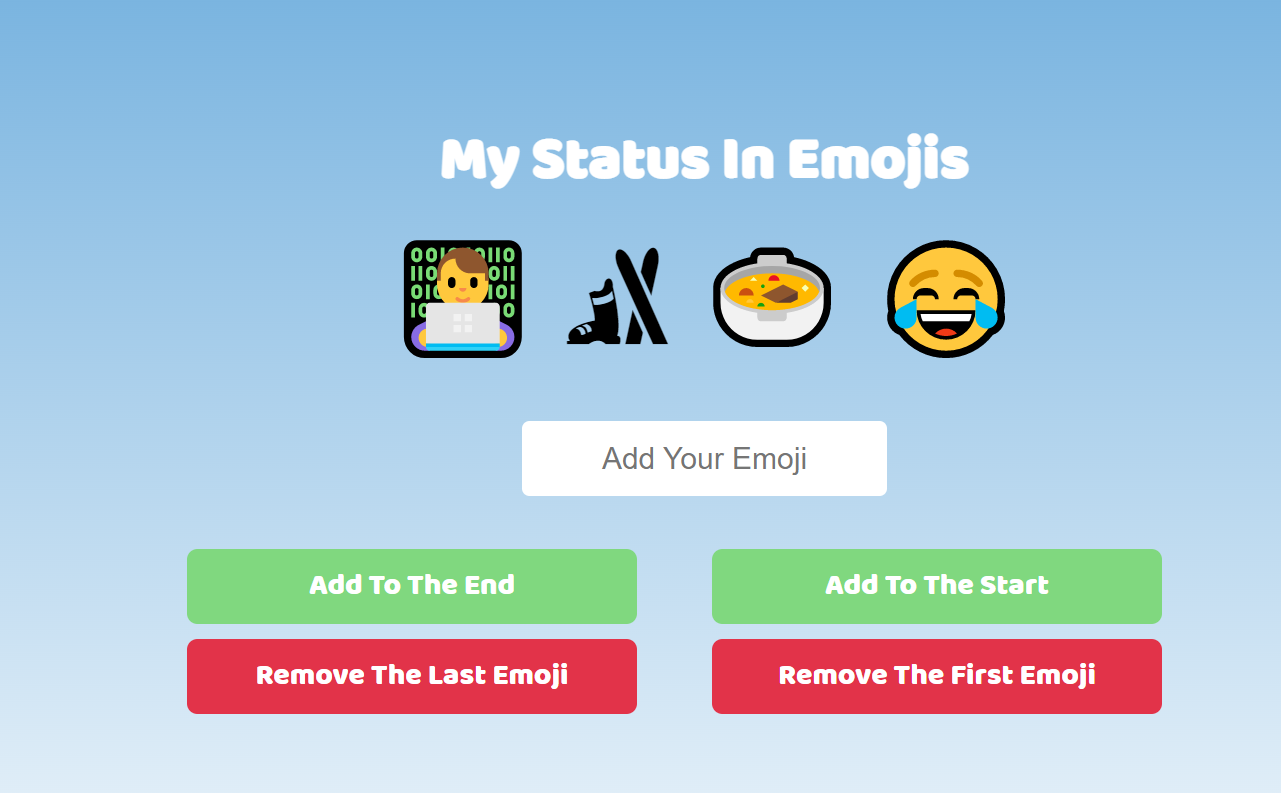 My Status In Emojis
Add Your Emoji
Add To The End
Add To The Start
Remove The Last Emoji
Remove The First Emoji